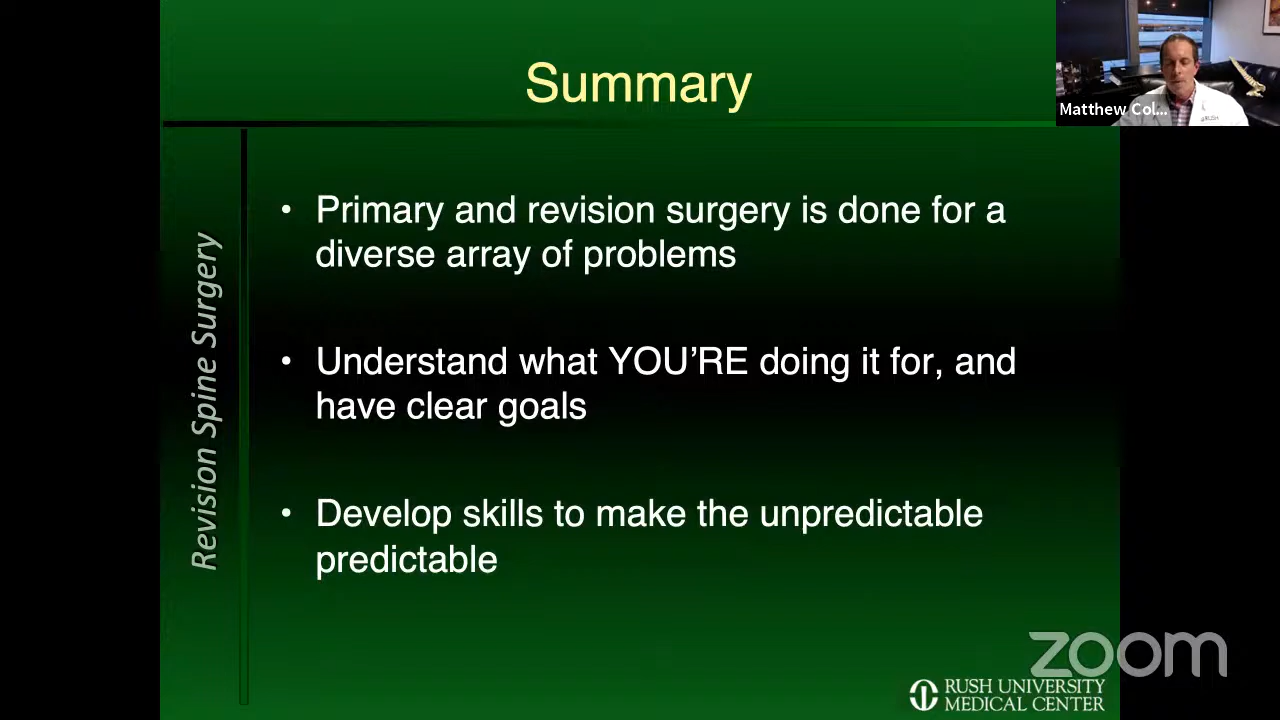 Summary
Matthew Col...
Revision Spine Surgery
• Primary and revision surgery is done for a
diverse array of problems
• Understand what YOU’RE doing it for, and
have clear goals
• Develop skills to make the unpredictable
predictable
zoom
RUSH UNIVERSITY
MEDICAL CENTER